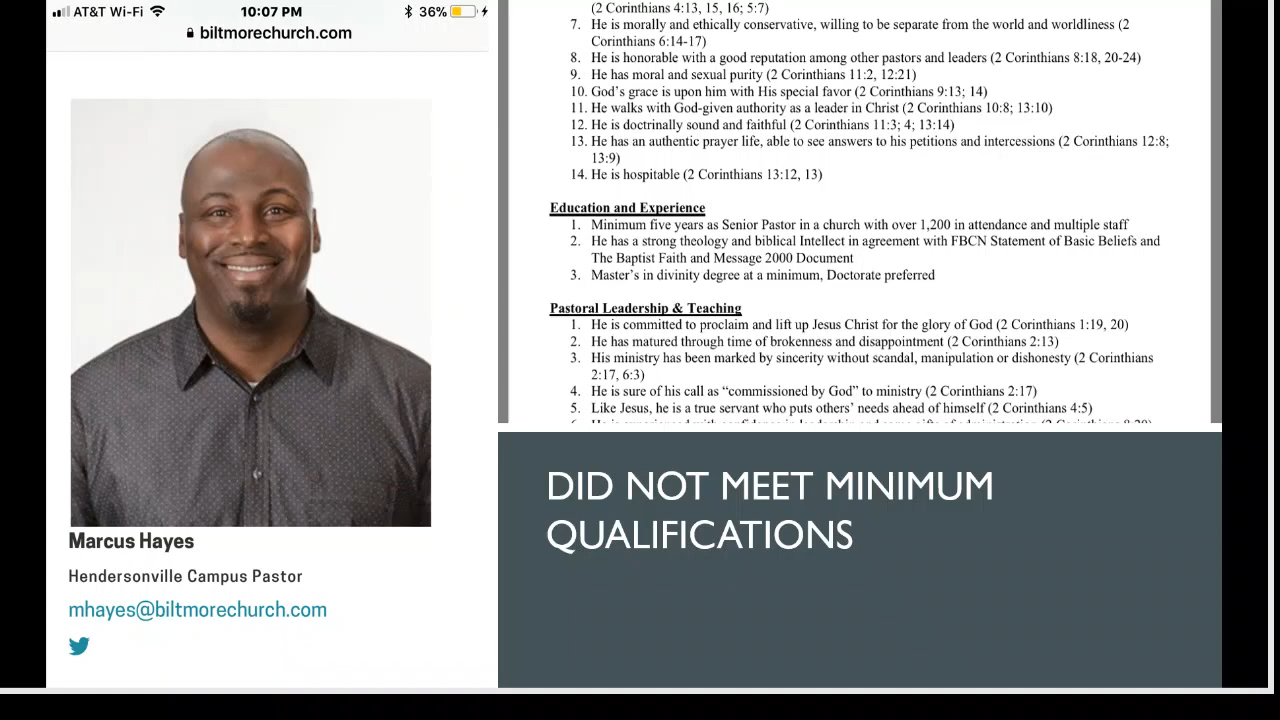 AT&T Wi-Fi
10:07 PM
36%
biltmorechurch.com
Marcus Hayes
Hendersonville Campus Pastor
mhayes@biltmorechurch.com
(2 Corinthians 4:13, 15, 16; 5:7)
7. He is morally and ethically conservative, willing to be separate from the world and worldliness (2
Corinthians 6:14-17)
8. He is honorable with a good reputation among other pastors and leaders (2 Corinthians 8:18, 20-24)
9. He has moral and sexual purity (2 Corinthians 11:2, 12:21)
10. God's grace is upon him with His special favor (2 Corinthians 9:13; 14)
11. He walks with God-given authority as a leader in Christ (2 Corinthians 10:8; 13:10)
12. He is doctrinally sound and faithful (2 Corinthians 11:3; 4; 13:14)
13. He has an authentic prayer life, able to see answers to his petitions and intercessions (2 Corinthians 12:8;
13:9)
14. He is hospitable (2 Corinthians 13:12, 13)
Education and Experience
1. Minimum five years as Senior Pastor in a church with over 1,200 in attendance and multiple staff
2. He has a strong theology and biblical Intellect in agreement with FBCN Statement of Basic Beliefs and
The Baptist Faith and Message 2000 Document
3. Master's in divinity degree at a minimum, Doctorate preferred
Pastoral Leadership & Teaching
1. He is committed to proclaim and lift up Jesus Christ for the glory of God (2 Corinthians 1:19, 20)
2. He has matured through time of brokenness and disappointment (2 Corinthians 2:13)
3. His ministry has been marked by sincerity without scandal, manipulation or dishonesty (2 Corinthians
2:17, 6:3)
4. He is sure of his call as “commissioned by God” to ministry (2 Corinthians 2:17)
5. Like Jesus, he is a true servant who puts others' needs ahead of himself (2 Corinthians 4:5)
DID NOT MEET MINIMUM
QUALIFICATIONS